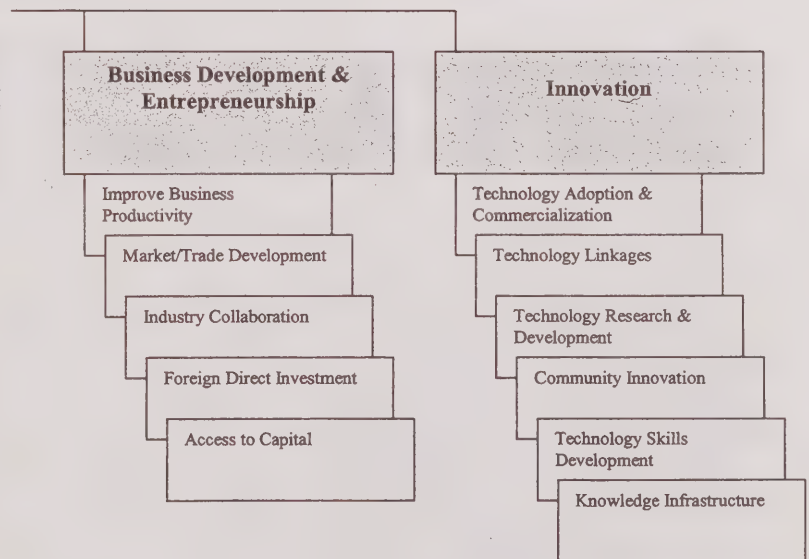 Business Development &
Entrepreneurship
Improve Business
Productivity
Market/Trade Development
Industry Collaboration
Foreign Direct Investment
Access to Capital
Innovation
Technology Adoption &
Commercialization
Technology Linkages
Technology Research &
Development
Community Innovation
Technology Skills
Development
Knowledge Infrastructure